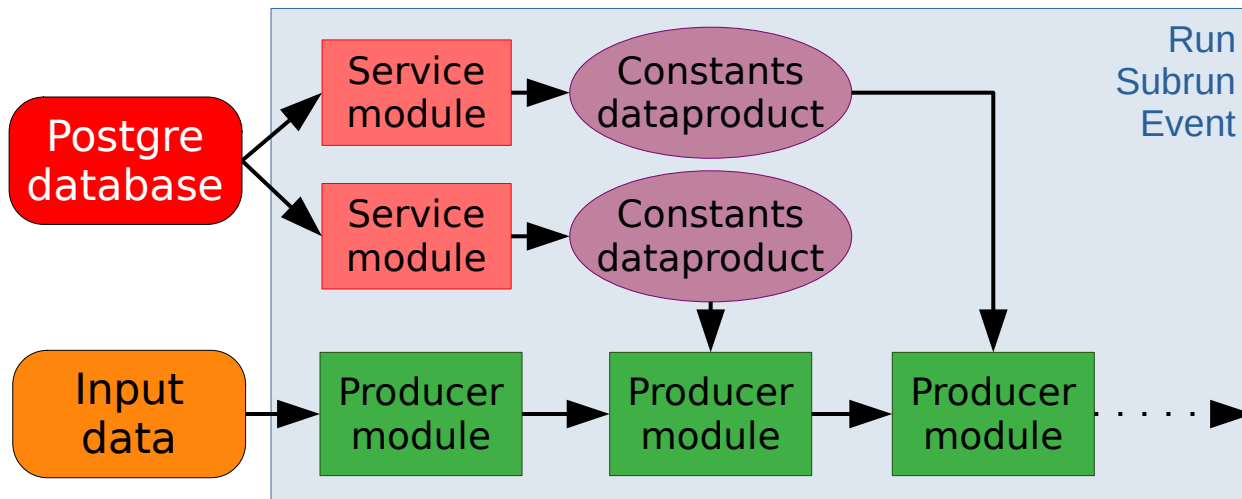 Run
Subrun
Event
Service
module
Constants
dataproduct
Postgre
database
Service
module
Constants
dataproduct
Input
data
Producer
module
Producer
module
Producer
module